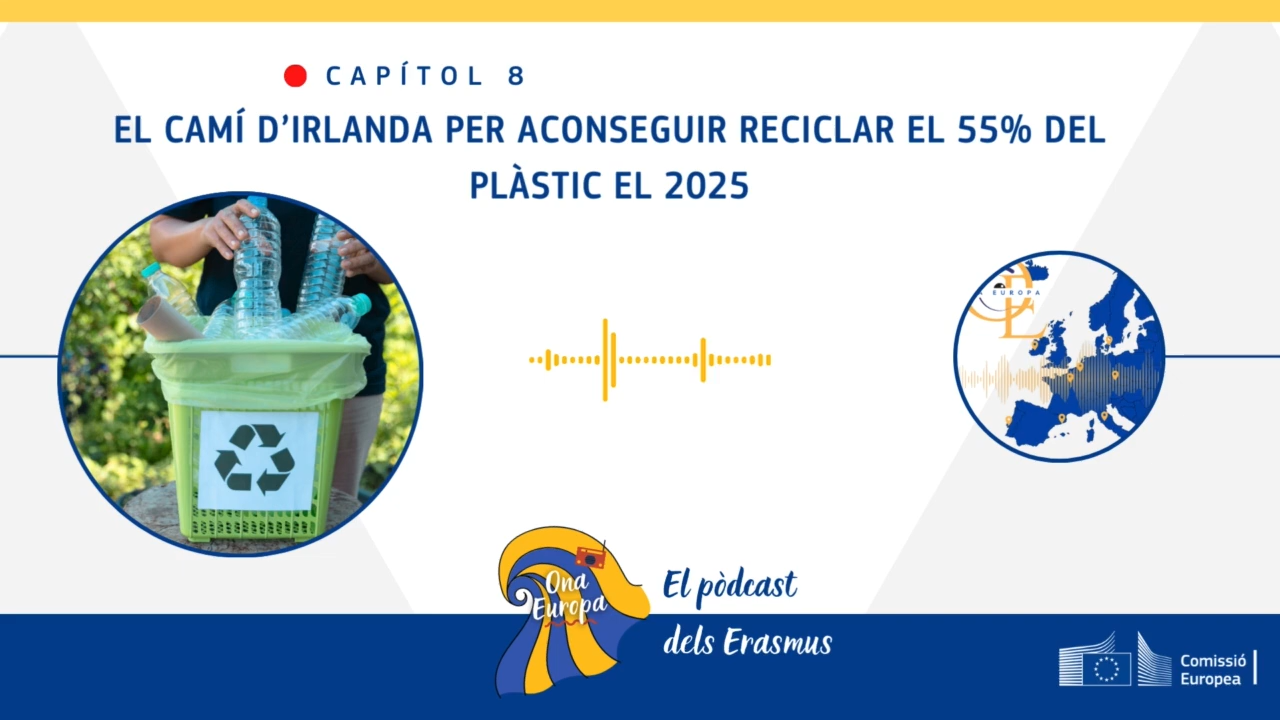 CAPÍTOL 8
EL CAMÍ D’IRLANDA PER ACONSEGUIR RECICLAR EL 55% DEL
PLÀSTIC EL 2025
EUROPA
Ona
Europa
El pòdcast
dels Erasmus
Comissió
Europea